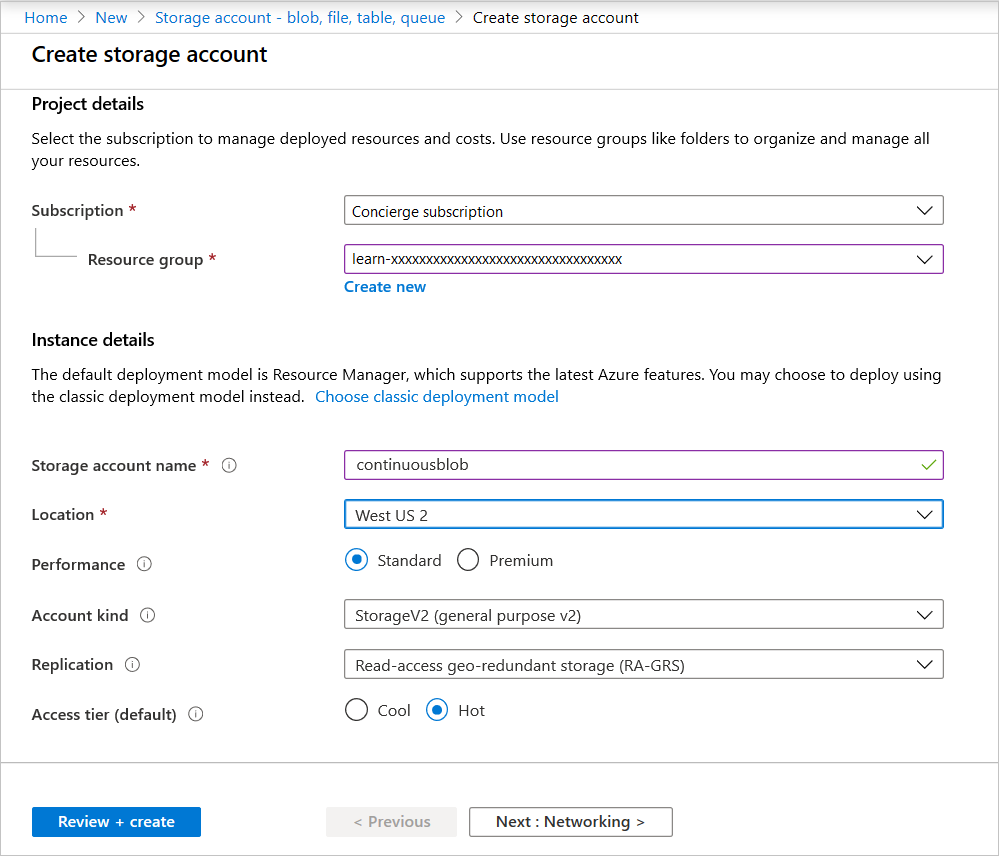 Home > New > Storage account - blob, file, table, queue > Create storage account
Create storage account
Project details
Select the subscription to manage deployed resources and costs. Use resource groups like folders to organize and manage all
your resources.
Subscription *
Concierge subscription
Resource group *
learn-xxxxxxxxxxxxxxxxxxxxxxxxxxxxxxxxx
Create new
Instance details
The default deployment model is Resource Manager, which supports the latest Azure features. You may choose to deploy using
the classic deployment model instead. Choose classic deployment model
Storage account name *
continuousblob
Location *
West US 2
Performance
Standard Premium
Account kind
StorageV2 (general purpose v2)
Replication
Read-access geo-redundant storage (RA-GRS)
Access tier (default)
Cool Hot
Review + create
< Previous
Next : Networking >